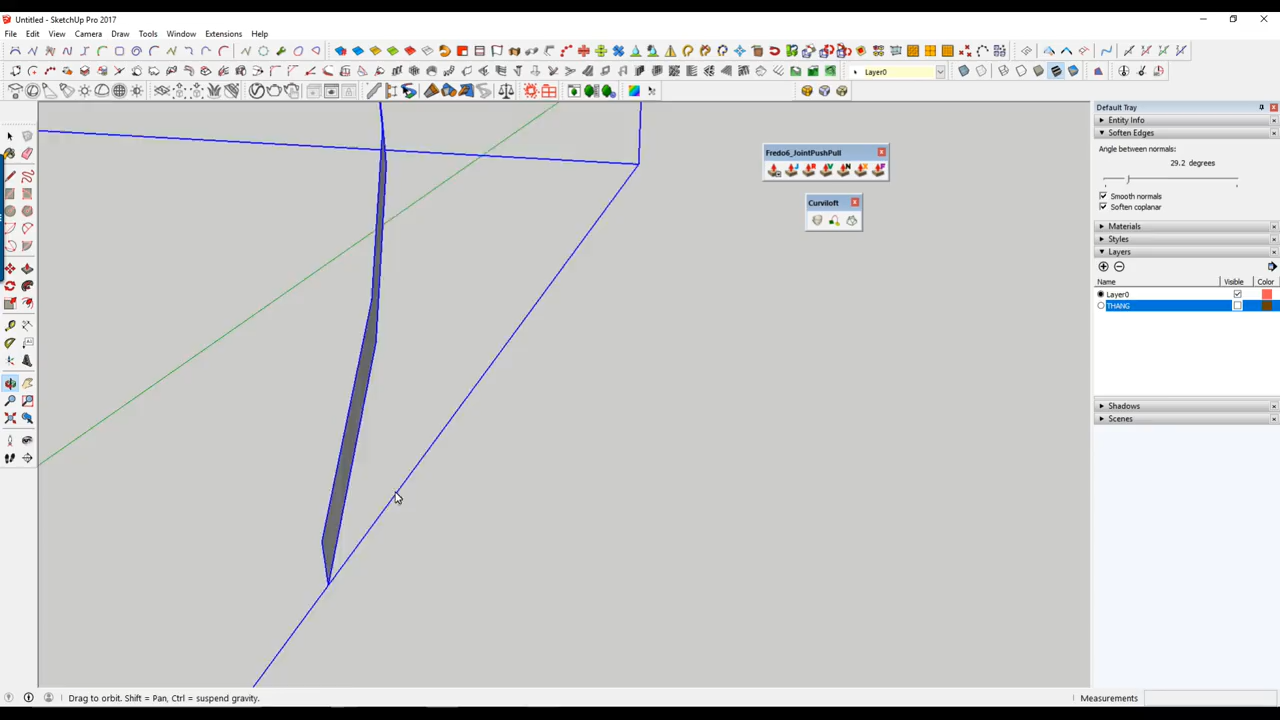 Untitled - SketchUp Pro 2017
File Edit View Camera Draw Tools Window Extensions Help
Layer0
Default Tray
Entity Info
Soften Edges
Angle between normals:
29.2 degrees
Smooth normals
Soften coplanar
Materials
Styles
Layers
Name Visible Color
Layer0
THANG
Shadows
Scenes
Fredo6_JointPushPull
Curviloft
Drag to orbit. Shift = Pan, Ctrl = suspend gravity.
Measurements